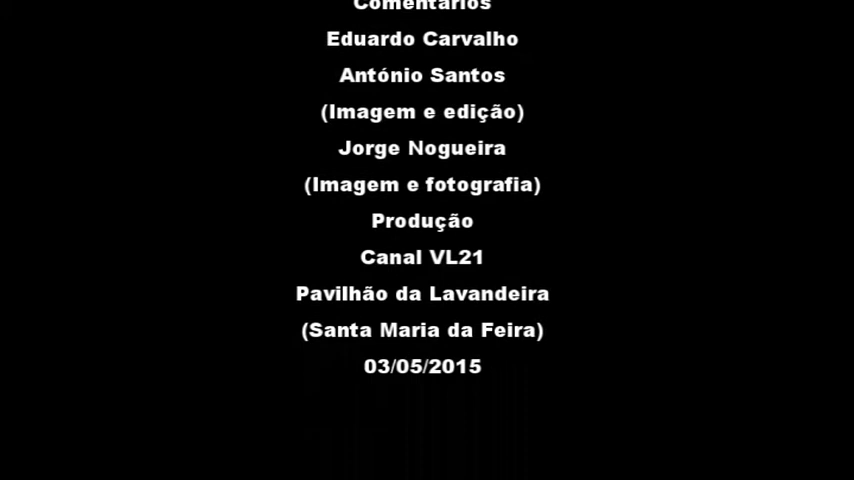 Comentários
Eduardo Carvalho
António Santos
(Imagem e edição)
Jorge Nogueira
(Imagem e fotografia)
Produção
Canal VL21
Pavilhão da Lavandeira
(Santa Maria da Feira)
03/05/2015